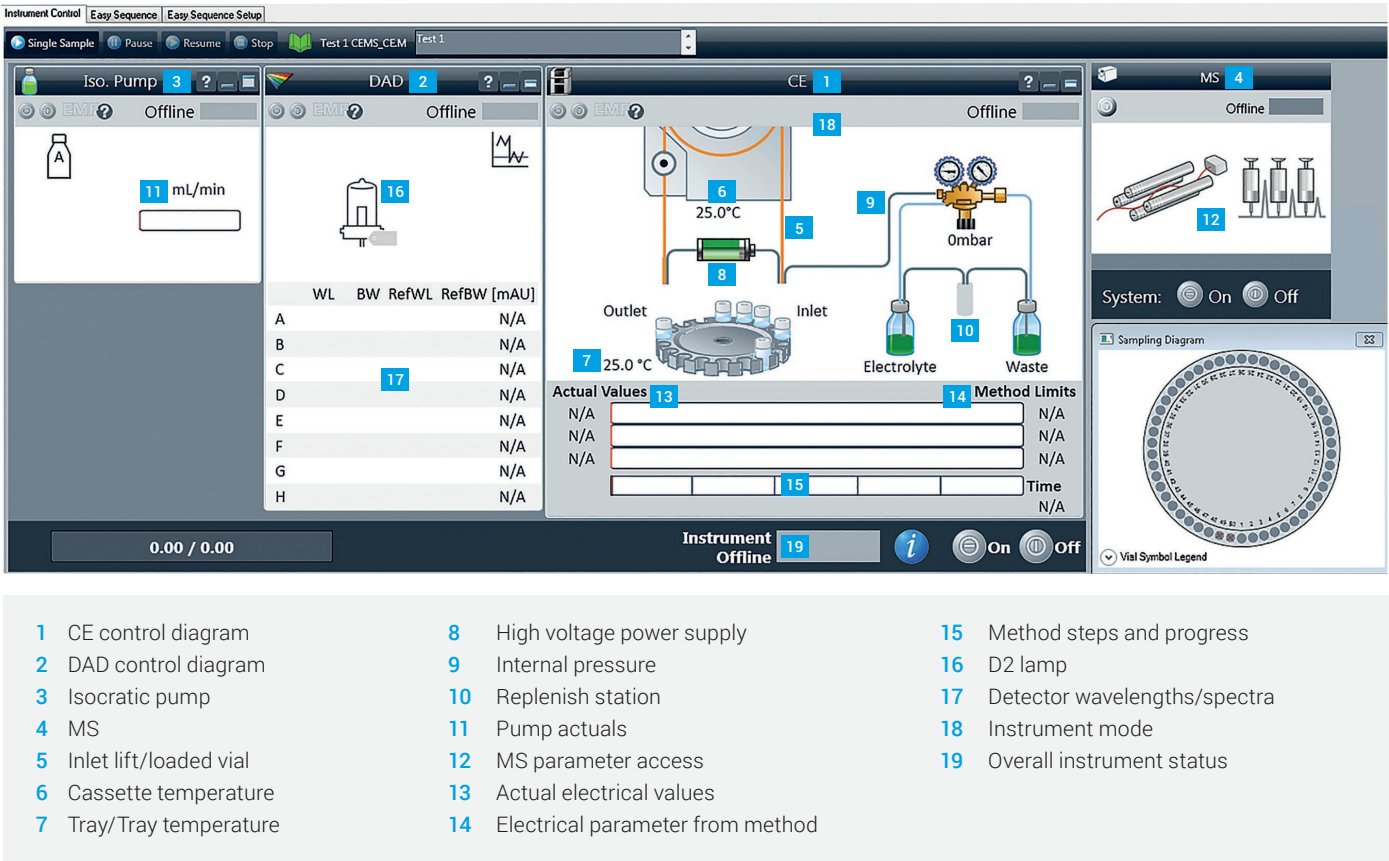 Instrument Control Easy Sequence Easy Sequence Setup
Single Sample Pause Resume Stop Test 1 CEMS_CE.M Test 1
Iso. Pump 3 ?
EMF ? Offline
A
11 mL/min
DAD 2 ?
EMF ? Offline
16
WL BW RefWL RefBW [mAU]
A N/A
B N/A
C N/A
17
D N/A
E N/A
F N/A
G N/A
H N/A
CE 1 ?
EMF ? 18 Offline
6
25.0°C
9
5
8
0mbar
Outlet Inlet
10
7 25.0 °C
Electrolyte Waste
Actual Values 13 14 Method Limits
N/A N/A
N/A N/A
N/A N/A
15 Time
N/A
MS 4
Offline
12
System: On Off
Sampling Diagram
Vial Symbol Legend
0.00 / 0.00
Instrument
Offline 19 i On Off
1 CE control diagram
2 DAD control diagram
3 Isocratic pump
4 MS
5 Inlet lift/loaded vial
6 Cassette temperature
7 Tray/Tray temperature
8 High voltage power supply
9 Internal pressure
10 Replenish station
11 Pump actuals
12 MS parameter access
13 Actual electrical values
14 Electrical parameter from method
15 Method steps and progress
16 D2 lamp
17 Detector wavelengths/spectra
18 Instrument mode
19 Overall instrument status